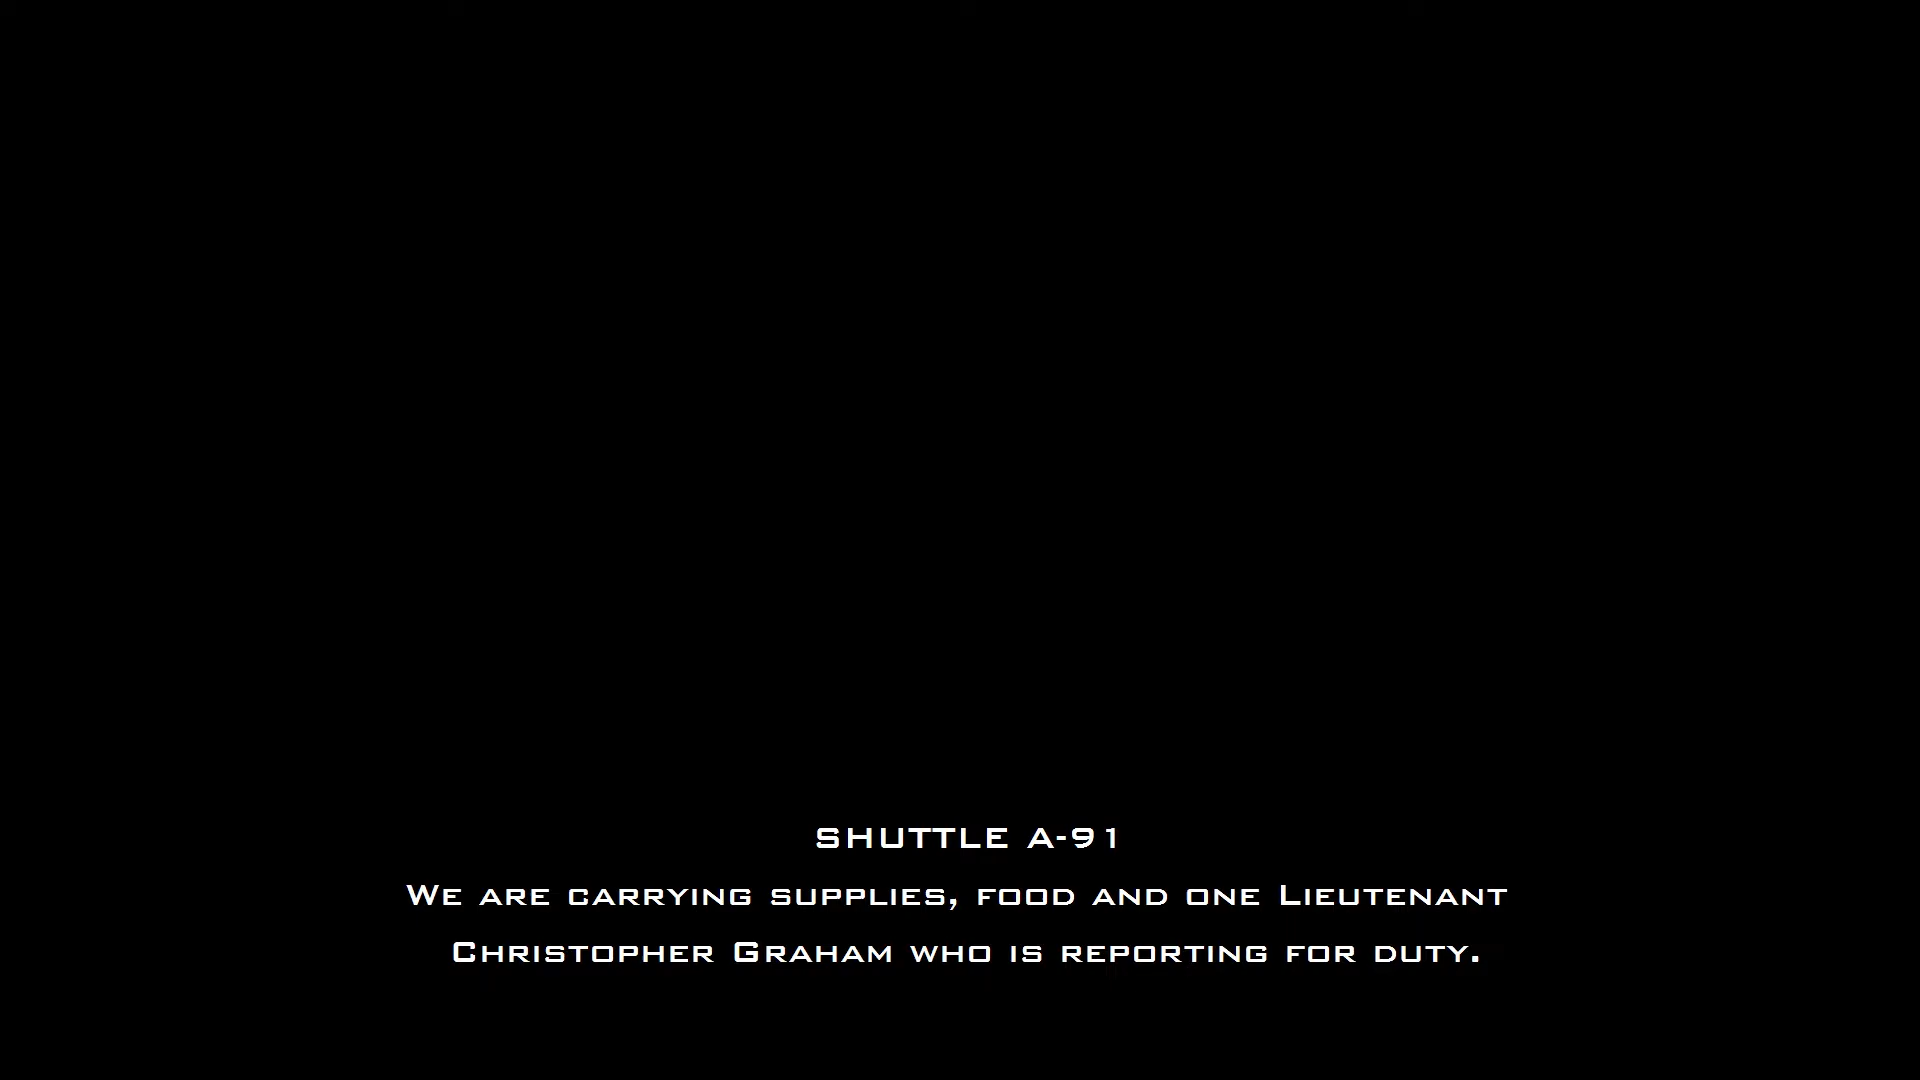 SHUTTLE A-91
We are carrying supplies, food and one Lieutenant
Christopher Graham who is reporting for duty.